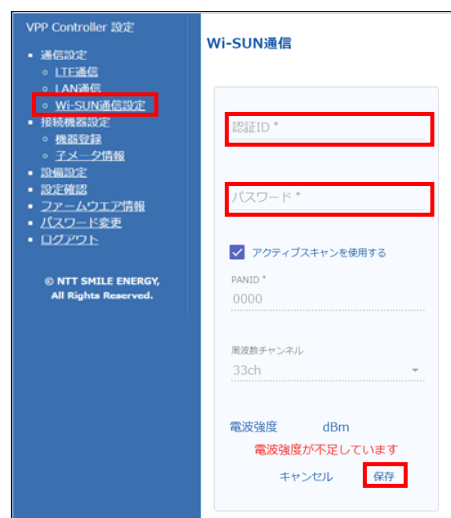 VPP Controller 設定
通信設定
LTE通信
LAN通信
Wi-SUN通信設定
接続機器設定
機器登録
子メータ情報
設備設定
設定確認
ファームウエア情報
パスワード変更
ログアウト
© NTT SMILE ENERGY,
All Rights Reserved.
Wi-SUN通信
認証ID *
パスワード *
アクティブスキャンを使用する
PANID *
0000
周波数チャンネル
33ch
電波強度 dBm
電波強度が不足しています
キャンセル 保存